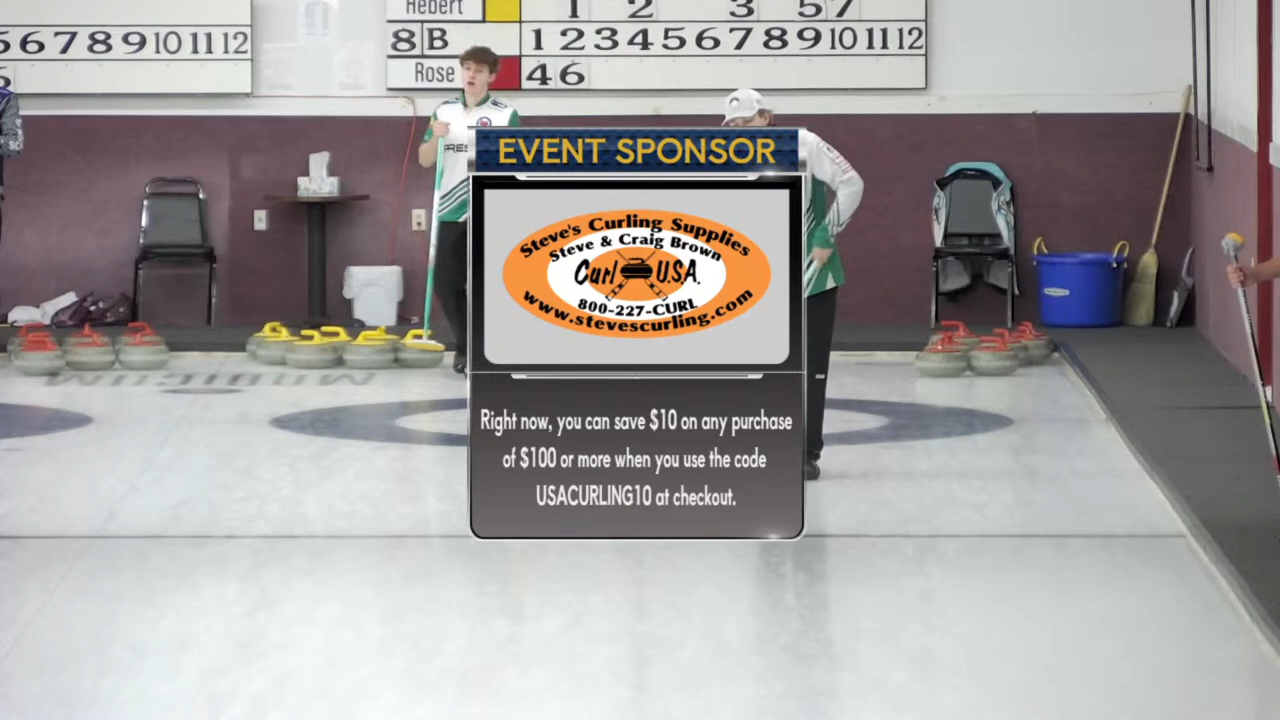 Hebert 1 2 3 5 7
5 6 7 8 9 10 11 12
8 B 1 2 3 4 5 6 7 8 9 10 11 12
Rose 4 6
EVENT SPONSOR
Steve's Curling Supplies
Steve & Craig Brown
Curl U.S.A.
800-227-CURL
www.stevescurling.com
Right now, you can save $10 on any purchase
of $100 or more when you use the code
USACURLING10 at checkout.